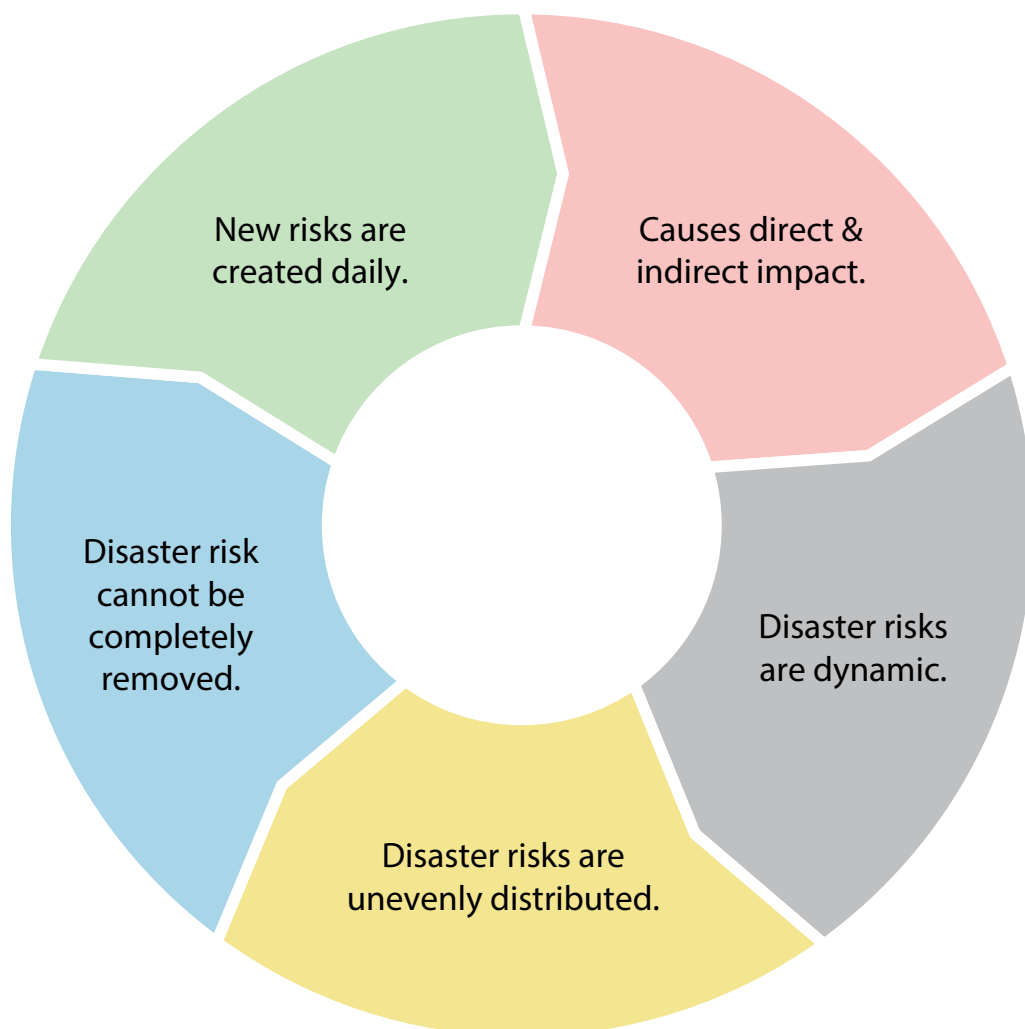 New risks are
created daily.
Causes direct &
indirect impact.
Disaster risks
are dynamic.
Disaster risks are
unevenly distributed.
Disaster risk
cannot be
completely
removed.